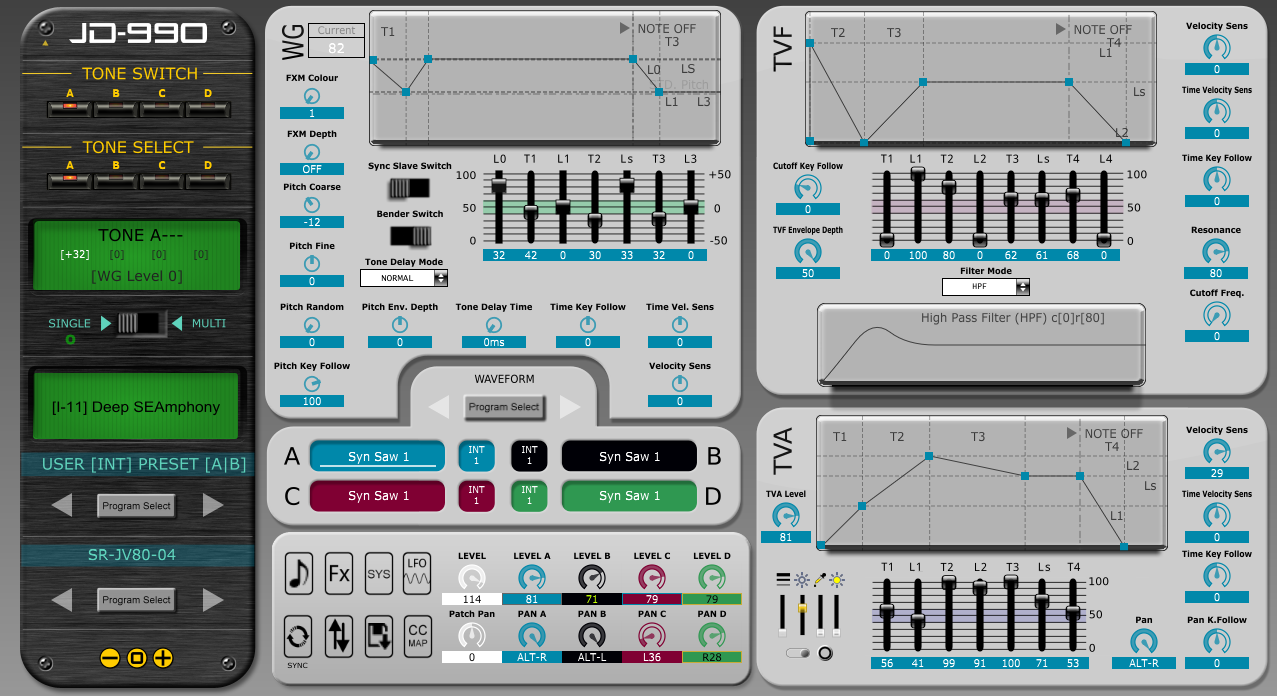 JD-990
TONE SWITCH
A B C D
TONE SELECT
A B C D
TONE A---
[+32] [0] [0] [0]
[WG Level 0]
SINGLE MULTI
[I-11] Deep SEAmphony
USER [INT] PRESET [A|B]
Program Select
SR-JV80-04
Program Select
WG
Current
82
FXM Colour
1
FXM Depth
OFF
Pitch Coarse
-12
Pitch Fine
0
Pitch Random
0
Pitch Key Follow
100
T1
NOTE OFF
T3
L0 LS
D. Pitch
L1 L3
Sync Slave Switch
Bender Switch
Tone Delay Mode
NORMAL
L0 T1 L1 T2 Ls T3 L3
100 +50
50 0
0 -50
32 42 0 30 33 32 0
Pitch Env. Depth
0
Tone Delay Time
0ms
Time Key Follow
0
Time Vel. Sens
0
Velocity Sens
0
WAVEFORM
Program Select
A Syn Saw 1 INT 1 INT 1 Syn Saw 1 B
C Syn Saw 1 INT 1 INT 1 Syn Saw 1 D
Fx SYS LFO
SYNC
CC
MAP
LEVEL LEVEL A LEVEL B LEVEL C LEVEL D
114 81 71 79 79
Patch Pan PAN A PAN B PAN C PAN D
0 ALT-R ALT-L L36 R28
TVF
T2 T3
NOTE OFF
T4
L1
Ls
L2
Velocity Sens
0
Time Velocity Sens
0
Time Key Follow
0
Resonance
80
Cutoff Freq.
0
Cutoff Key Follow
0
TVF Envelope Depth
50
T1 L1 T2 L2 T3 Ls T4 L4
100
50
0
0 100 80 0 62 61 68 0
Filter Mode
HPF
High Pass Filter (HPF) c[0]r[80]
TVA
T1 T2 T3
NOTE OFF
T4
L2
Ls
L1
TVA Level
81
Velocity Sens
29
Time Velocity Sens
0
Time Key Follow
0
Pan K.Follow
0
Pan
ALT-R
T1 L1 T2 L2 T3 Ls T4
100
50
0
56 41 99 91 100 71 53